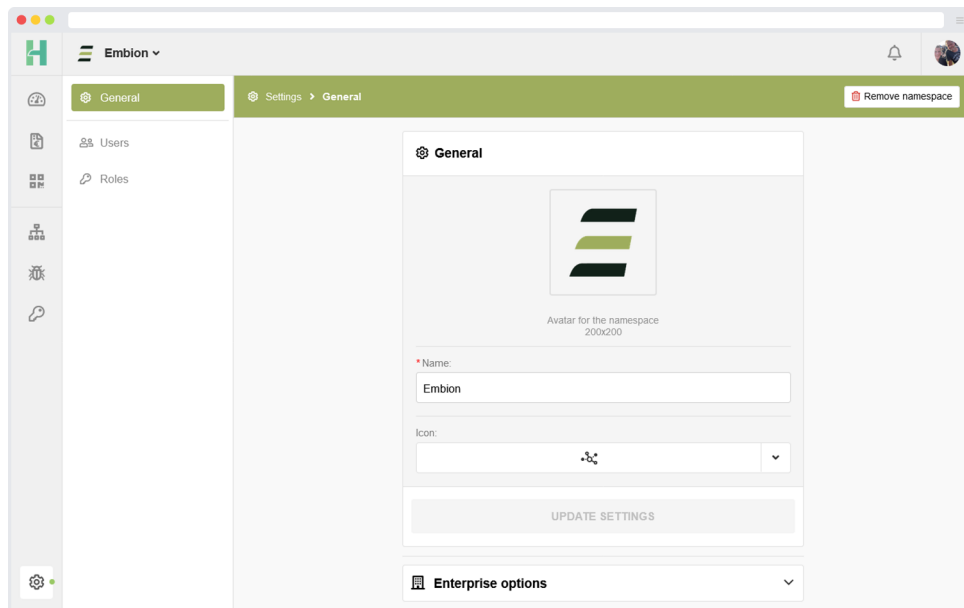 Embion
General
Users
Roles
Settings > General
Remove namespace
General
Avatar for the namespace
200x200
* Name:
Embion
Icon:
UPDATE SETTINGS
Enterprise options